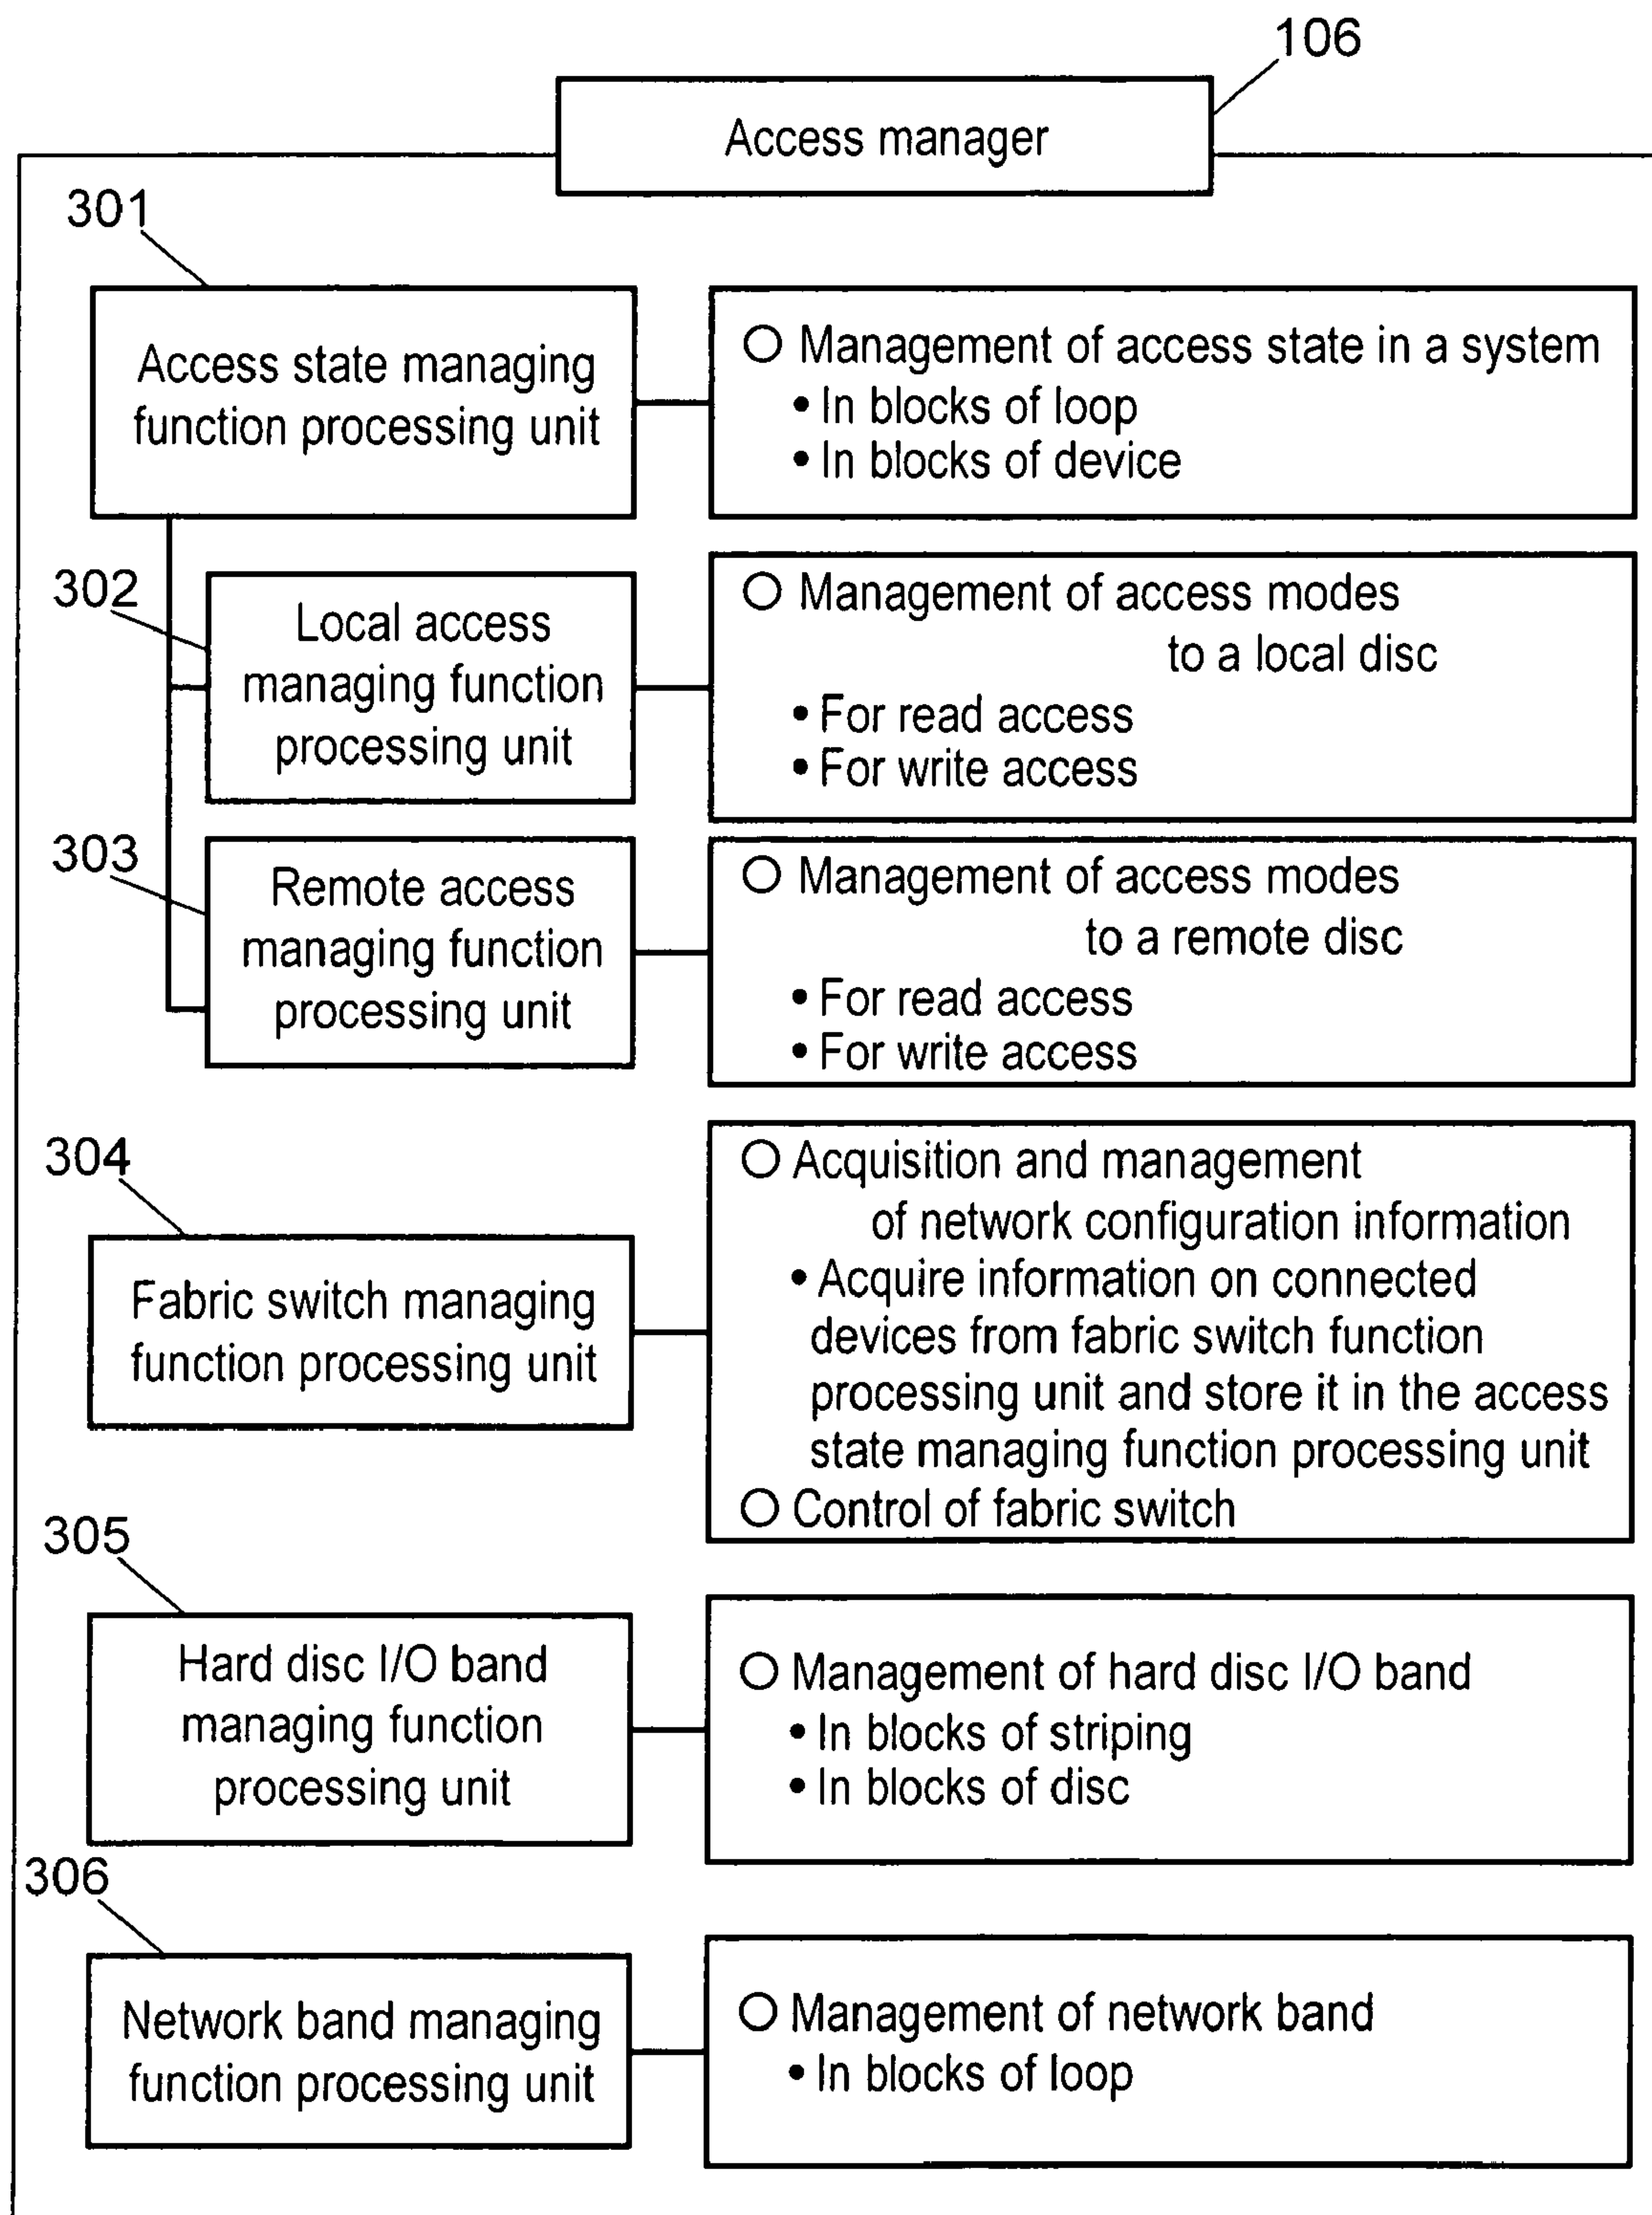 106
Access manager
301
Access state managing
function processing unit
○ Management of access state in a system
• In blocks of loop
• In blocks of device
302
Local access
managing function
processing unit
○ Management of access modes
to a local disc
• For read access
• For write access
303
Remote access
managing function
processing unit
○ Management of access modes
to a remote disc
• For read access
• For write access
304
Fabric switch managing
function processing unit
○ Acquisition and management
of network configuration information
• Acquire information on connected
devices from fabric switch function
processing unit and store it in the access
state managing function processing unit
○ Control of fabric switch
305
Hard disc I/O band
managing function
processing unit
○ Management of hard disc I/O band
• In blocks of striping
• In blocks of disc
306
Network band managing
function processing unit
○ Management of network band
• In blocks of loop